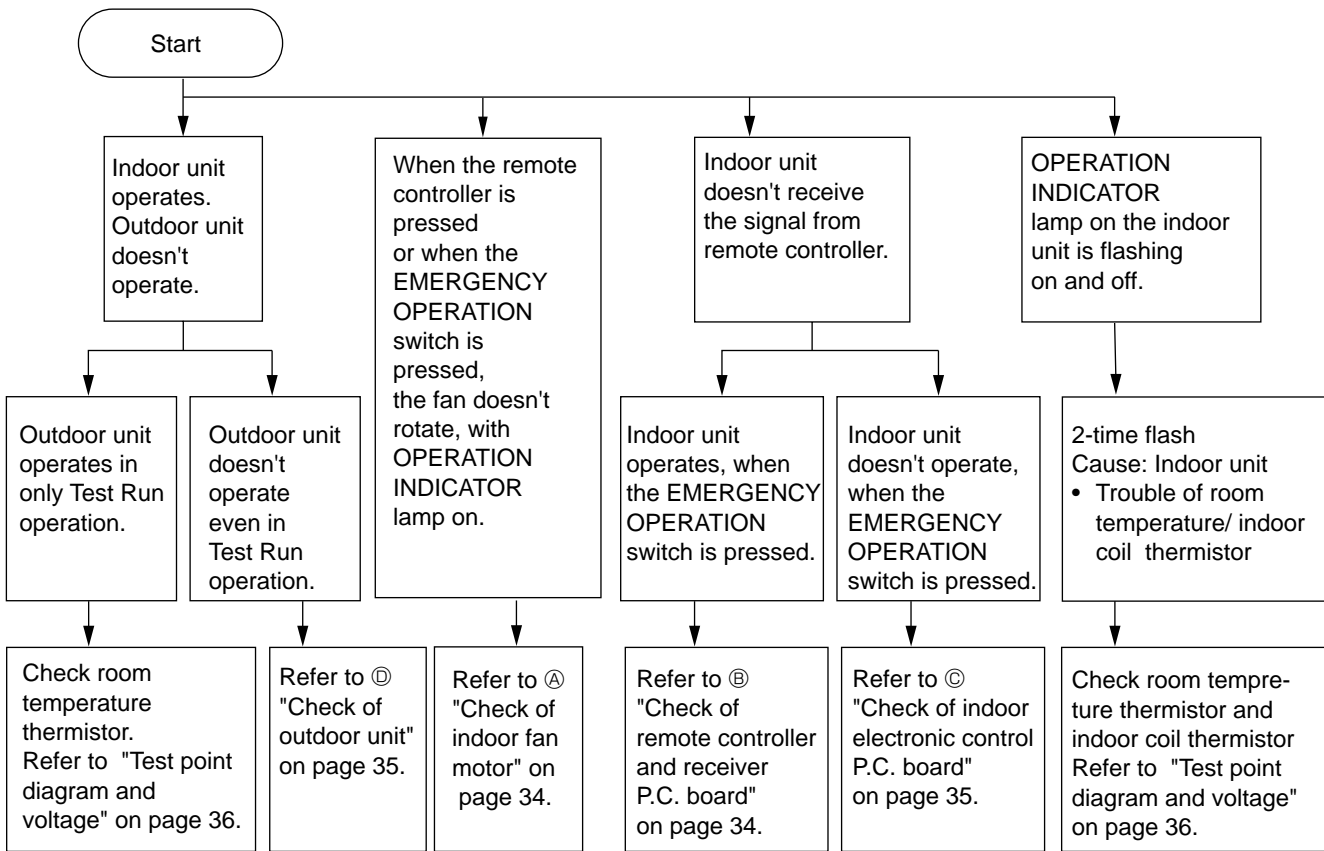 Start
Indoor unit
operates.
Outdoor unit
doesn't
operate.
When the remote
controller is
pressed
or when the
EMERGENCY
OPERATION
switch is
pressed,
the fan doesn't
rotate, with
OPERATION
INDICATOR
lamp on.
Indoor unit
doesn't receive
the signal from
remote controller.
OPERATION
INDICATOR
lamp on the indoor
unit is flashing
on and off.
Outdoor unit
operates in
only Test Run
operation.
Outdoor unit
doesn't
operate
even in
Test Run
operation.
Indoor unit
operates, when
the EMERGENCY
OPERATION
switch is pressed.
Indoor unit
doesn't operate,
when the
EMERGENCY
OPERATION
switch is pressed.
2-time flash
Cause: Indoor unit
• Trouble of room
temperature/ indoor
coil thermistor
Check room
temperature
thermistor.
Refer to "Test point
diagram and
voltage" on page 36.
Refer to Ⓓ
"Check of
outdoor unit"
on page 35.
Refer to Ⓐ
"Check of
indoor fan
motor" on
page 34.
Refer to Ⓑ
"Check of
remote controller
and receiver
P.C. board"
on page 34.
Refer to Ⓒ
"Check of indoor
electronic control
P.C. board"
on page 35.
Check room tempre-
ture thermistor and
indoor coil thermistor
Refer to "Test point
diagram and voltage"
on page 36.